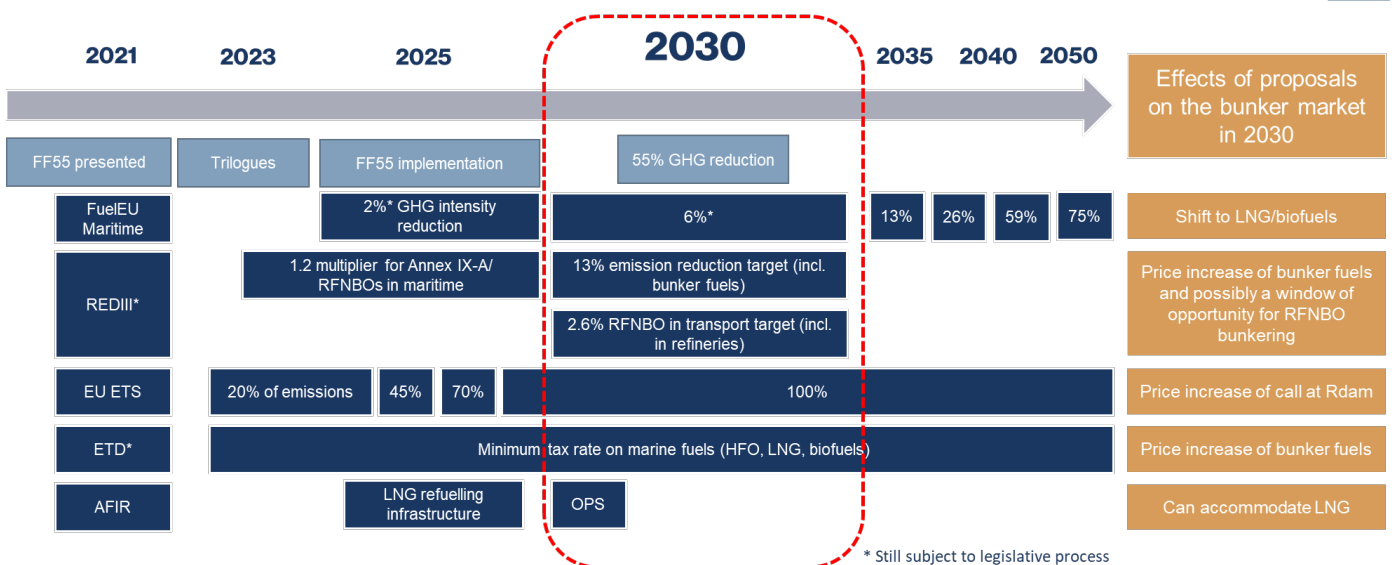 2021
2023
2025
2030
2035
2040
2050
Effects of proposals
on the bunker market
in 2030
FF55 presented
Trilogues
FF55 implementation
55% GHG reduction
FuelEU
Maritime
2%* GHG intensity
reduction
6%*
13%
26%
59%
75%
Shift to LNG/biofuels
REDIII*
1.2 multiplier for Annex IX-A/
RFNBOs in maritime
13% emission reduction target (incl.
bunker fuels)
2.6% RFNBO in transport target (incl.
in refineries)
Price increase of bunker fuels
and possibly a window of
opportunity for RFNBO
bunkering
EU ETS
20% of emissions
45%
70%
100%
Price increase of call at Rdam
ETD*
Minimum tax rate on marine fuels (HFO, LNG, biofuels)
Price increase of bunker fuels
AFIR
LNG refuelling
infrastructure
OPS
Can accommodate LNG
* Still subject to legislative process